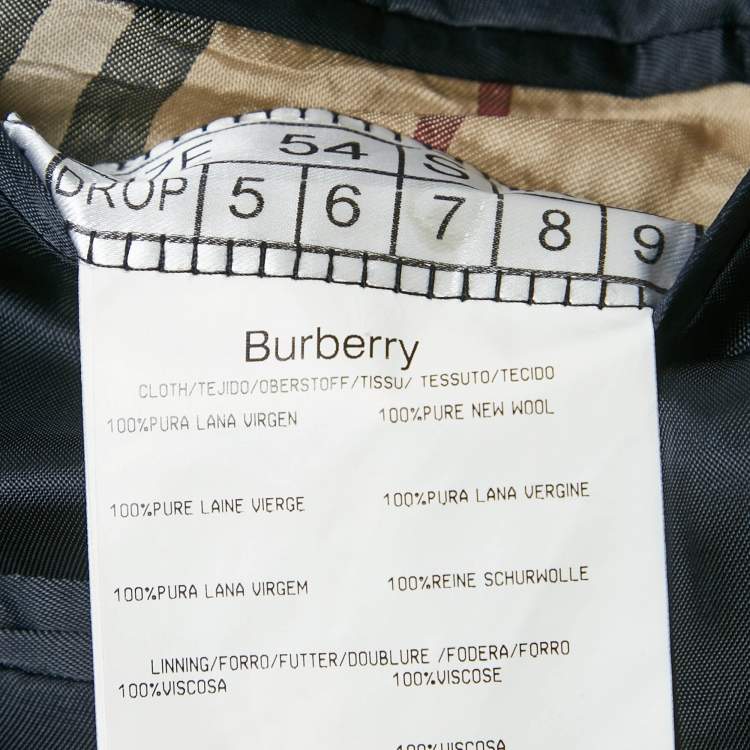 54 S
DROP 5 6 7 8 9
Burberry
CLOTH/TEJIDO/OBERSTOFF/TISSU/ TESSUTO/TECIDO
100%PURA LANA VIRGEN 100%PURE NEW WOOL
100%PURE LAINE VIERGE 100%PURA LANA VERGINE
100%PURA LANA VIRGEM 100%REINE SCHURWOLLE
LINNING/FORRO/FUTTER/DOUBLURE /FODERA/FORRO
100%VISCOSA 100%VISCOSE
100%VISCOSA